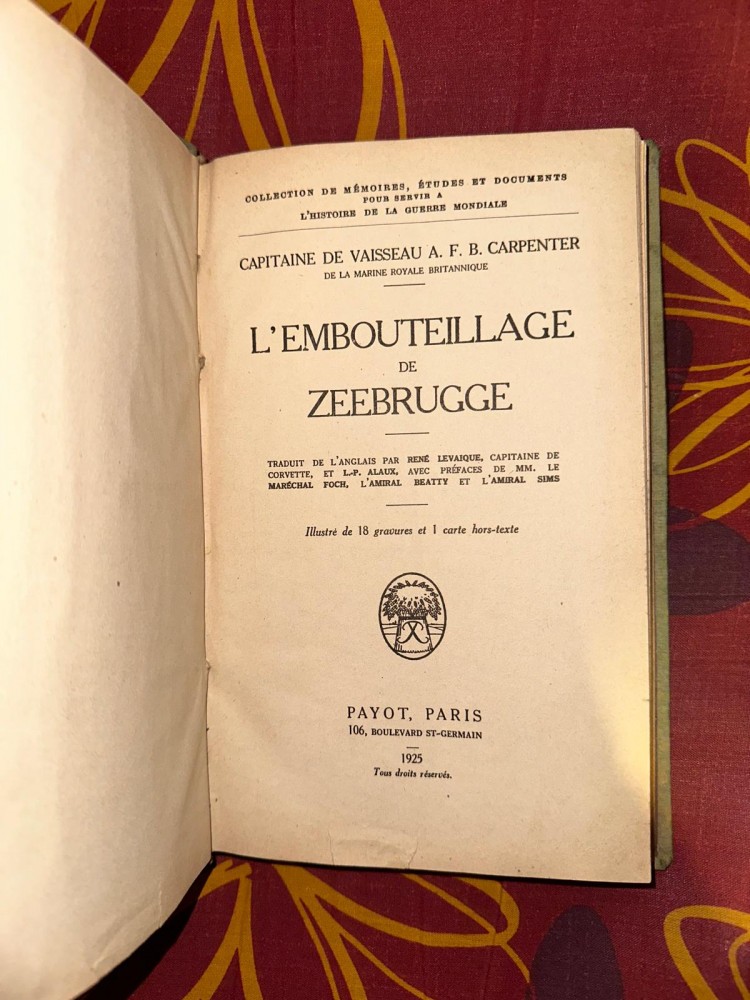 COLLECTION DE MÉMOIRES, ÉTUDES ET DOCUMENTS
POUR SERVIR A
L'HISTOIRE DE LA GUERRE MONDIALE
CAPITAINE DE VAISSEAU A. F. B. CARPENTER
DE LA MARINE ROYALE BRITANNIQUE
L'EMBOUTEILLAGE
DE
ZEEBRUGGE
TRADUIT DE L'ANGLAIS PAR RENÉ LEVAIQUE, CAPITAINE DE
CORVETTE, ET L.-P. ALAUX, AVEC PRÉFACES DE MM. LE
MARÉCHAL FOCH, L'AMIRAL BEATTY ET L'AMIRAL SIMS
Illustré de 18 gravures et 1 carte hors-texte
PAYOT, PARIS
106, BOULEVARD ST-GERMAIN
1925
Tous droits réservés.